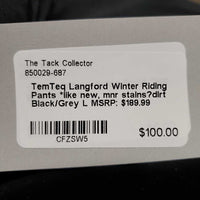 The Tack Collector
850029-687
TemTeq Langford Winter Riding
Pants *like new, mnr stains?dirt
Black/Grey L MSRP: $189.99
CFZSW5
$100.00